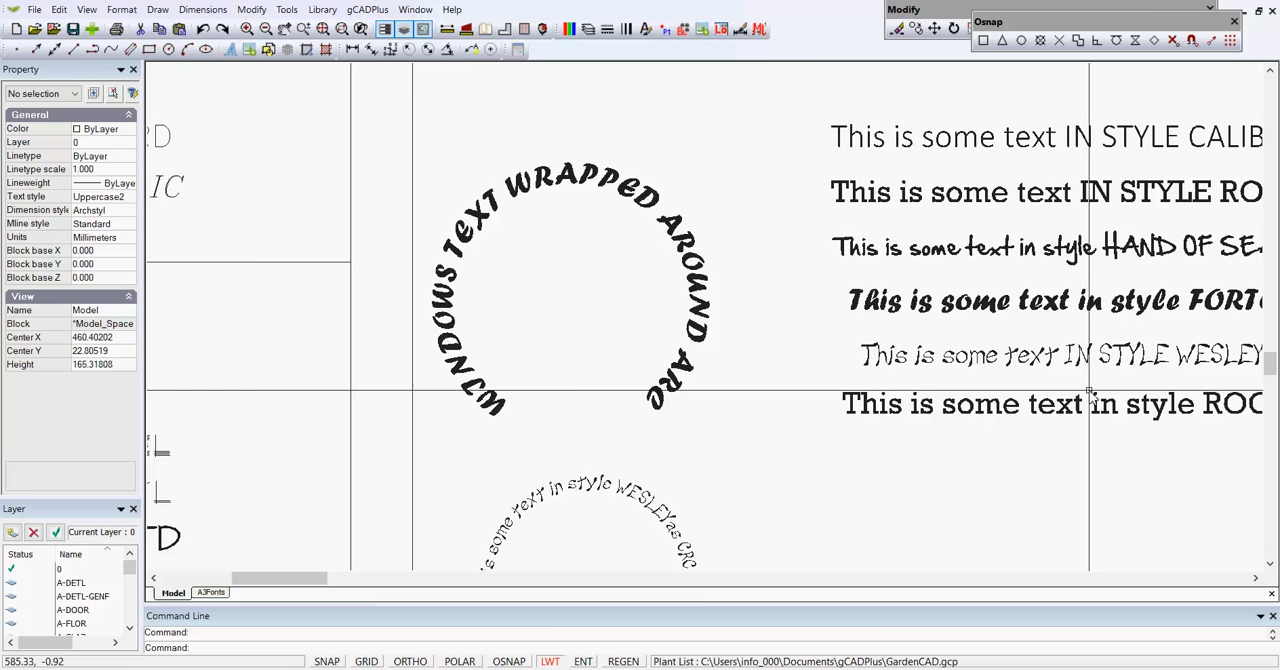 File Edit View Format Draw Dimensions Modify Tools Library gCADPlus Window Help
Modify
Osnap
Property
No selection
General
Color ByLayer
Layer 0
Linetype ByLayer
Linetype scale 1.000
Lineweight ByLaye
Text style Uppercase2
Dimension style Archstyl
Mline style Standard
Units Millimeters
Block base X 0.000
Block base Y 0.000
Block base Z 0.000
View
Name Model
Block *Model_Space
Center X 460.40202
Center Y 22.80519
Height 165.31808
RD
IC
L
L
TD
WINDOWS TEXT WRAPPED AROUND ARC
is some text in style WESLEYas CRC
This is some text IN STYLE CALIB
This is some text IN STYLE RO
This is some text in style HAND OF SE
This is some text in style FORT
This is some text IN STYLE WESLEY
This is some text in style ROC
Layer
Current Layer : 0
Status Name
0
A-DETL
A-DETL-GENF
A-DOOR
A-FLOR
Model A3Fonts
Command Line
Command:
Command:
585.33, -0.92 SNAP GRID ORTHO POLAR OSNAP LWT ENT REGEN Plant List : C:\Users\info_000\Documents\gCADPlus\GardenCAD.gcp